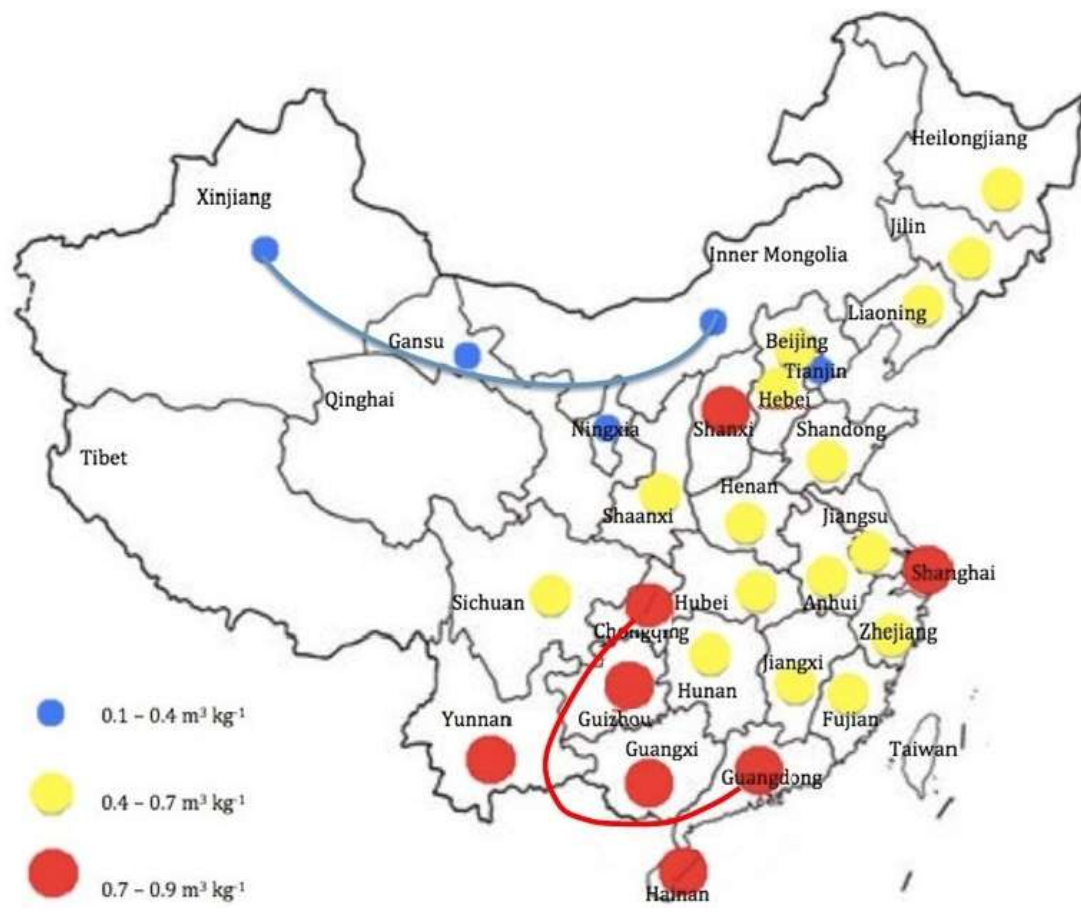 Heilongjiang
Xinjiang
Jilin
Inner Mongolia
Liaoning
Gansu
Beijing
Tianjin
Qinghai
Hebei
Ningxia
Shanxi
Shandong
Tibet
Henan
Shaanxi
Jiangsu
Shanghai
Sichuan
Hubei
Anhui
Chongqing
Zhejiang
Jiangxi
Hunan
0.1 – 0.4 m³ kg⁻¹
Yunnan
Guizhou
Fujian
Guangxi
Taiwan
Guangdong
0.4 – 0.7 m³ kg⁻¹
0.7 – 0.9 m³ kg⁻¹
Hainan